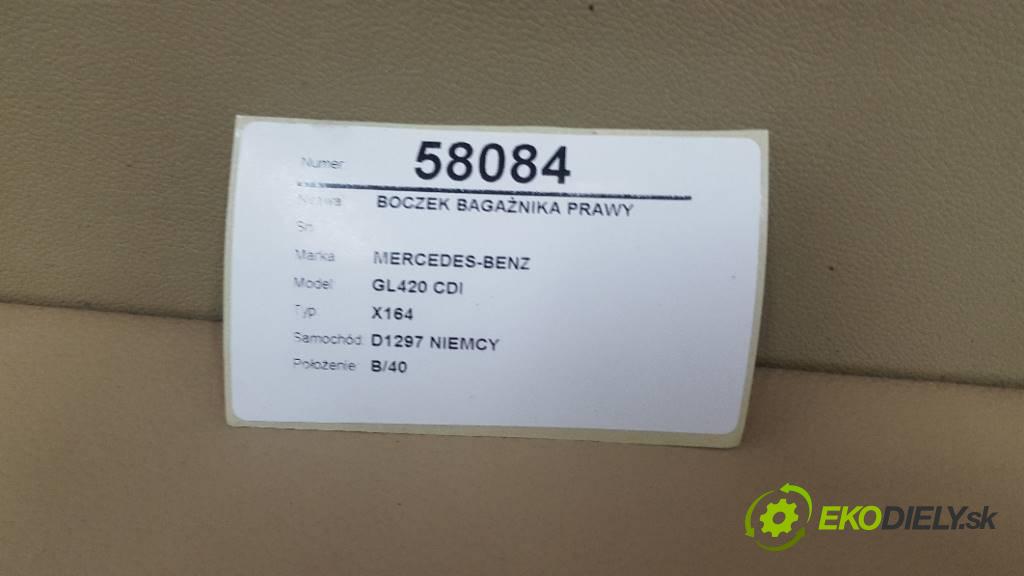 Numer 58084
Nazwa BOCZEK BAGAŻNIKA PRAWY
Sn
Marka MERCEDES-BENZ
Model GL420 CDI
Typ X164
Samochód D1297 NIEMCY
Położenie B/40
EKODIELY.sk